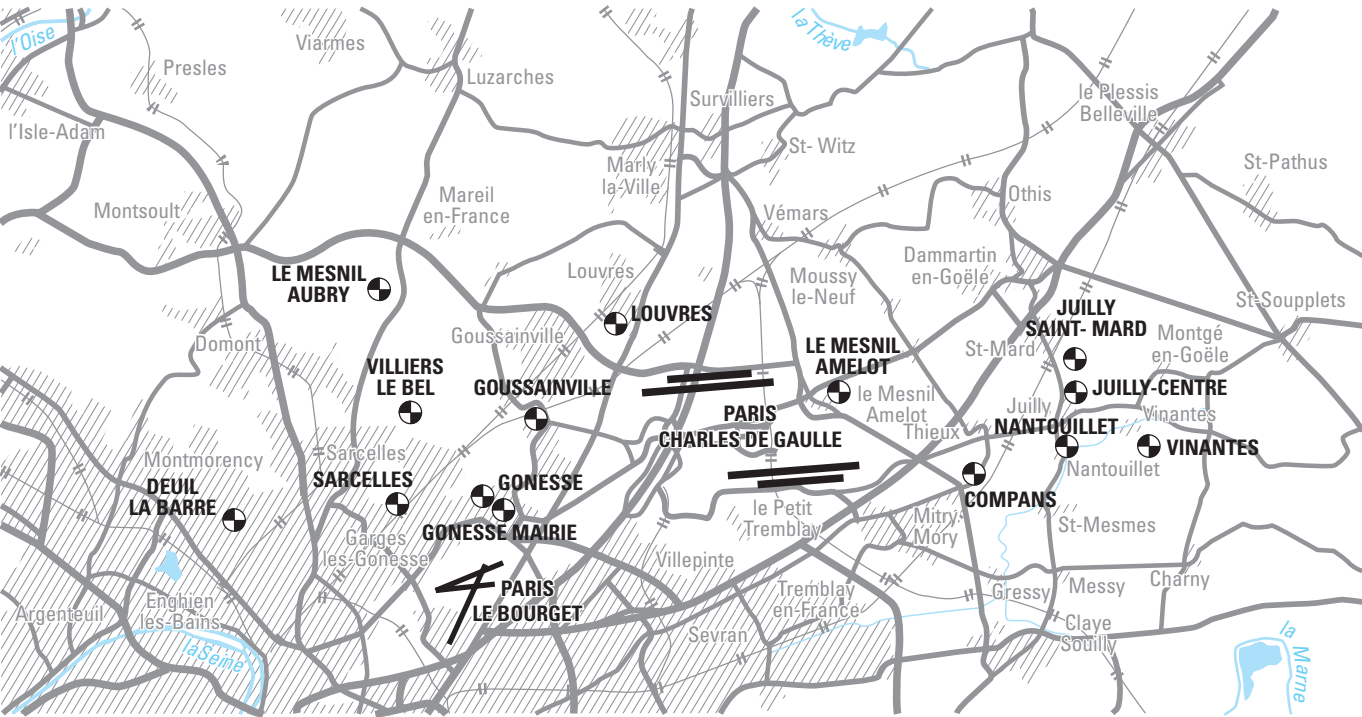 l'Oise
Viarmes
la Thève
Presles
Luzarches
Survilliers
le Plessis
Belleville
l'Isle-Adam
St- Witz
Marly
la-Ville
St-Pathus
Montsoult
Mareil
en-France
Vémars
Othis
LE MESNIL
AUBRY
Louvres
Moussy
le-Neuf
Dammartin
en-Goële
LOUVRES
JUILLY
SAINT- MARD
St-Soupplets
Domont
Goussainville
LE MESNIL
AMELOT
St-Mard
Montgé
en-Goële
VILLIERS
LE BEL
GOUSSAINVILLE
le Mesnil
Amelot
JUILLY-CENTRE
PARIS
CHARLES DE GAULLE
Thieux
Juilly
Vinantes
NANTOUILLET
VINANTES
Montmorency
Sarcelles
Nantouillet
DEUIL
LA BARRE
SARCELLES
GONESSE
COMPANS
GONESSE MAIRIE
le Petit
Tremblay
Mitry
Mory
St-Mesmes
Garges
les-Gonesse
Villepinte
PARIS
LE BOURGET
Tremblay
en-France
Gressy
Messy
Charny
Argenteuil
Enghien
les-Bains
Sevran
Claye
Souilly
la Seine
la
Marne